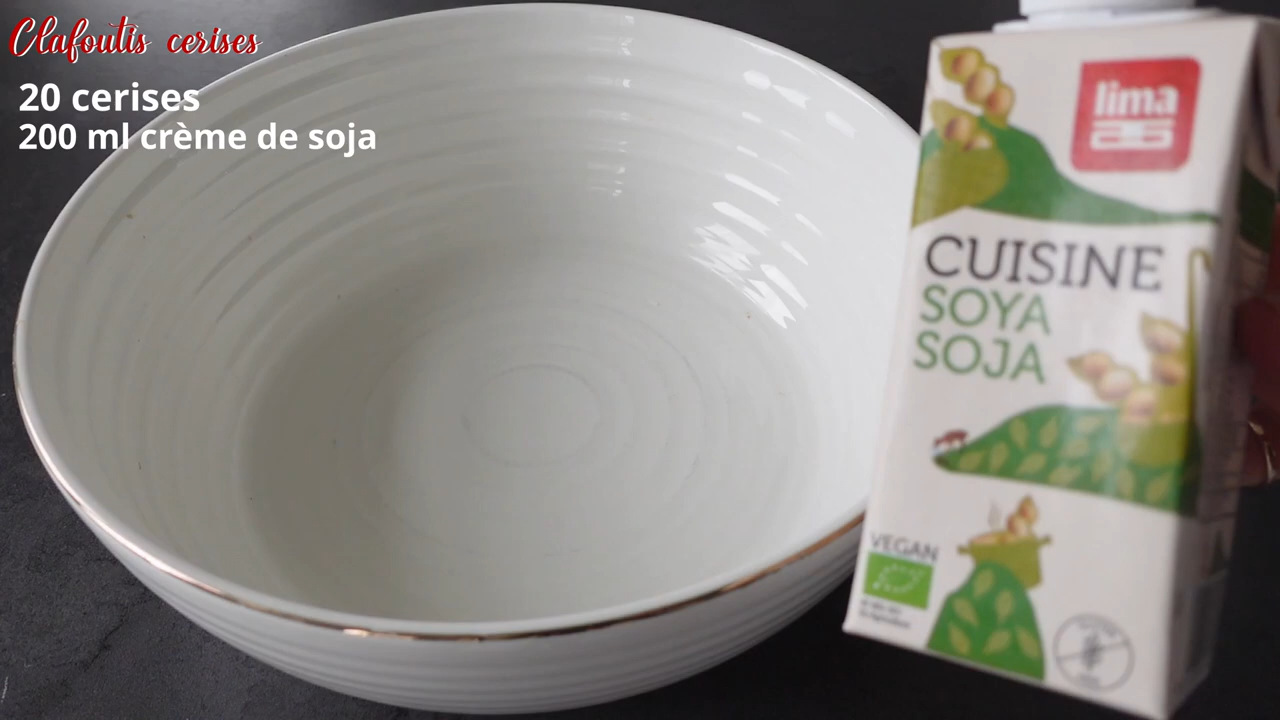 Clafoutis cerises
20 cerises
200 ml crème de soja
lima
CUISINE
SOYA
SOJA
VEGAN